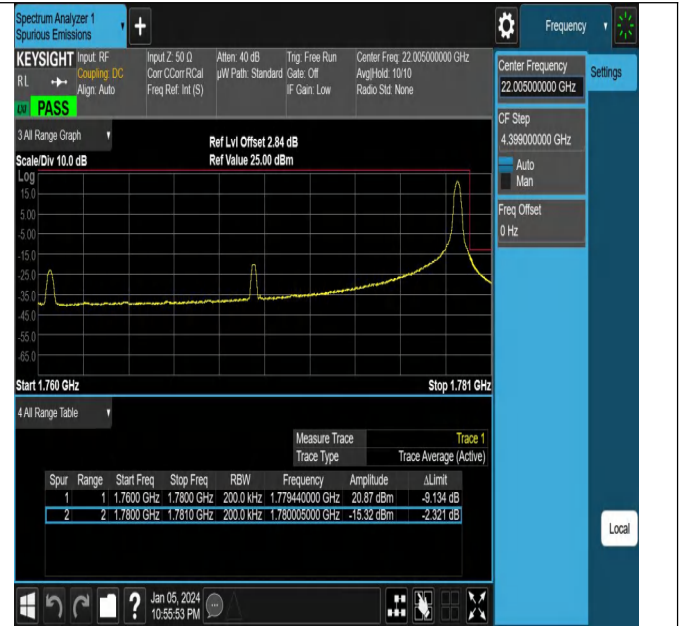 Spectrum Analyzer 1
Spurious Emissions
Frequency
KEYSIGHT Input: RF Input Z: 50 Ω Atten: 40 dB Trig: Free Run Center Freq: 22.005000000 GHz
RL Coupling: DC Corr CCorr RCal µW Path: Standard Gate: Off Avg|Hold: 10/10
Align: Auto Freq Ref: Int (S) IF Gain: Low Radio Std: None
LXI PASS
Center Frequency
22.005000000 GHz
Settings
CF Step
4.399000000 GHz
Auto
Man
Freq Offset
0 Hz
3 All Range Graph
Ref Lvl Offset 2.84 dB
Scale/Div 10.0 dB Ref Value 25.00 dBm
Log
15.0
5.00
-5.00
-15.0
-25.0
-35.0
-45.0
-55.0
-65.0
Start 1.760 GHz Stop 1.781 GHz
4 All Range Table
Measure Trace Trace 1
Trace Type Trace Average (Active)
Spur Range Start Freq Stop Freq RBW Frequency Amplitude ΔLimit
1 1 1.7600 GHz 1.7800 GHz 200.0 kHz 1.779440000 GHz 20.87 dBm -9.134 dB
2 2 1.7800 GHz 1.7810 GHz 200.0 kHz 1.780005000 GHz -15.32 dBm -2.321 dB
Local
Jan 05, 2024
10:55:53 PM